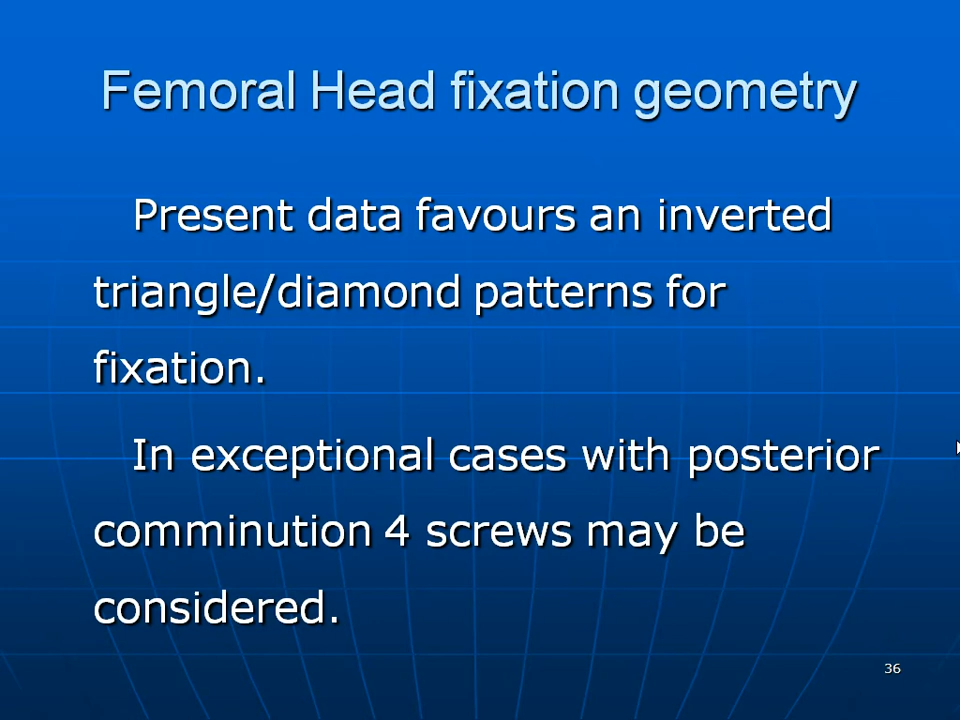 Femoral Head fixation geometry
Present data favours an inverted
triangle/diamond patterns for
fixation.
In exceptional cases with posterior
comminution 4 screws may be
considered.
36